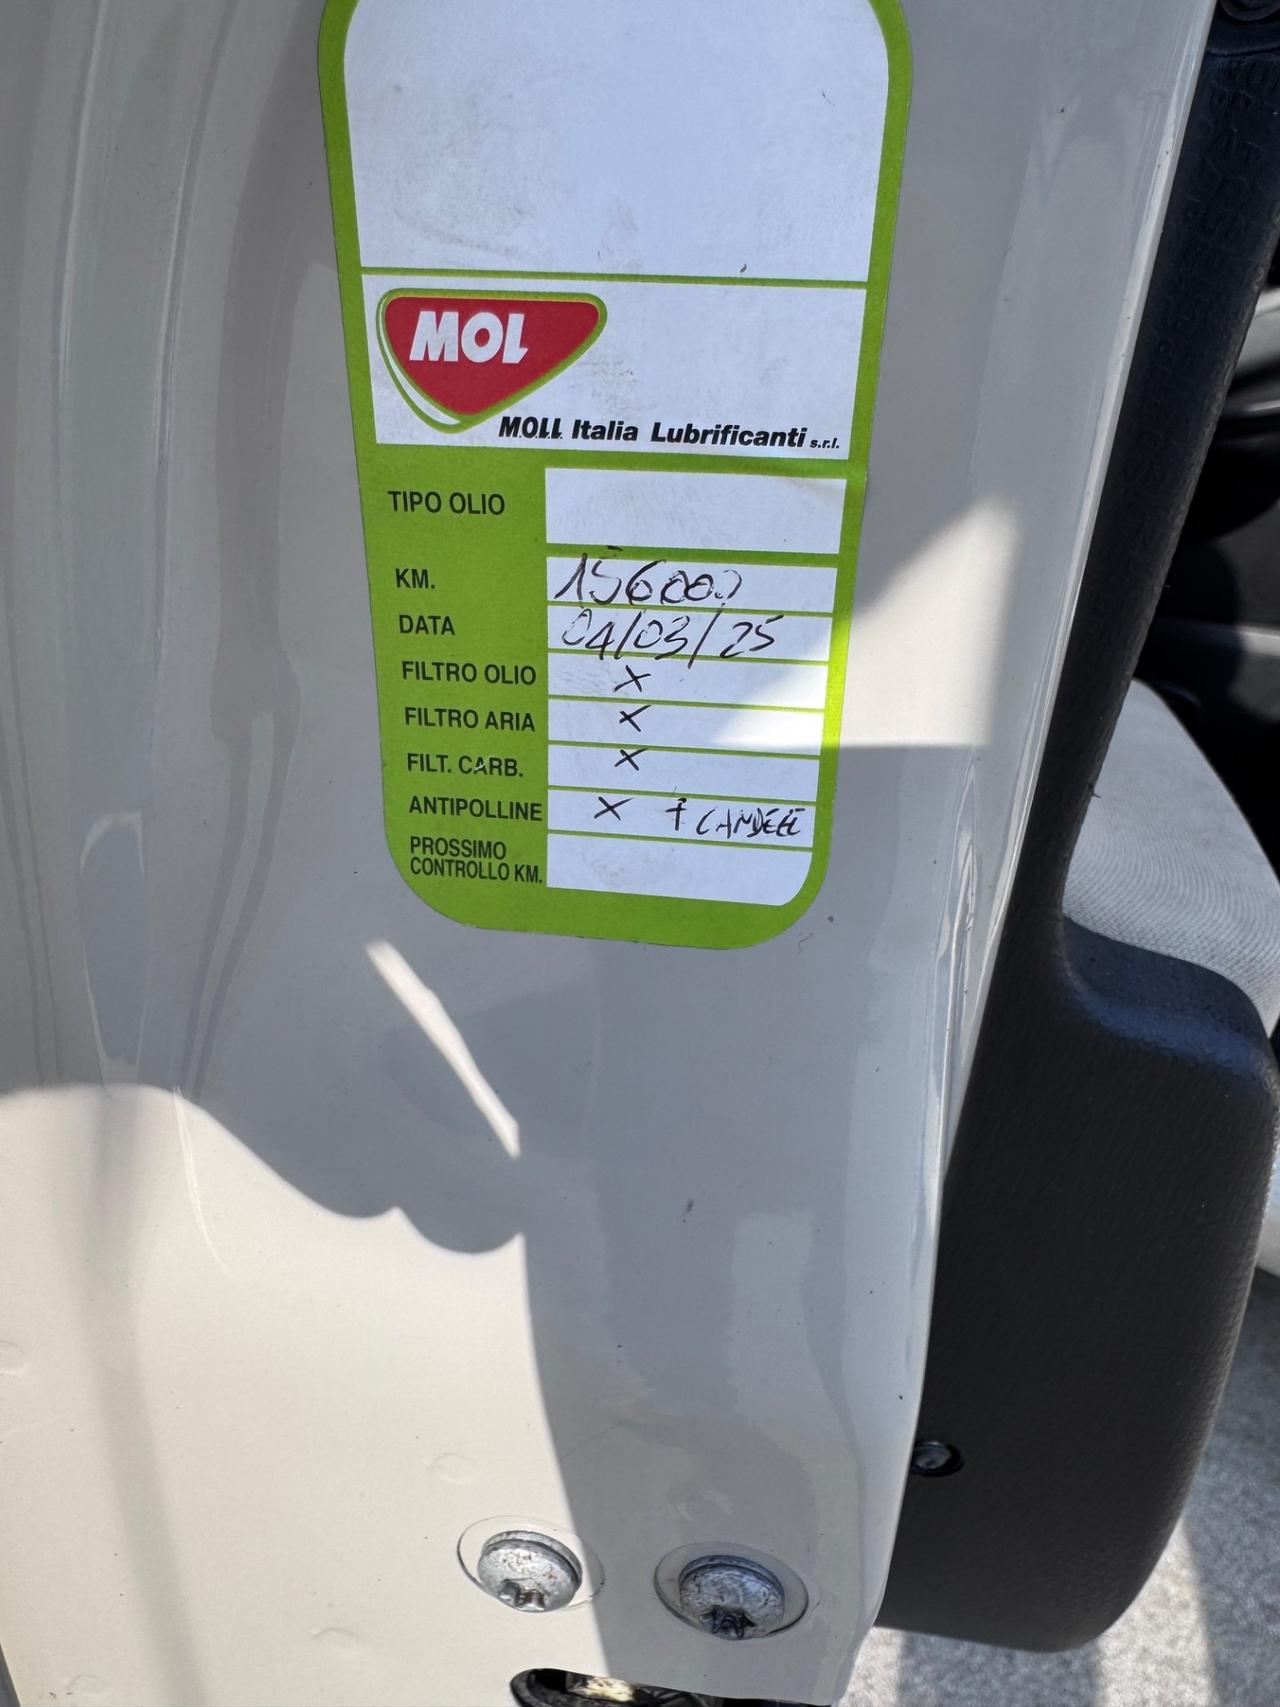 MOL
M.O.L.L. Italia Lubrificanti s.r.l.
TIPO OLIO
KM. 156000
DATA 04/03/25
FILTRO OLIO X
FILTRO ARIA X
FILT. CARB. X
ANTIPOLLINE X + CANDELE
PROSSIMO
CONTROLLO KM.